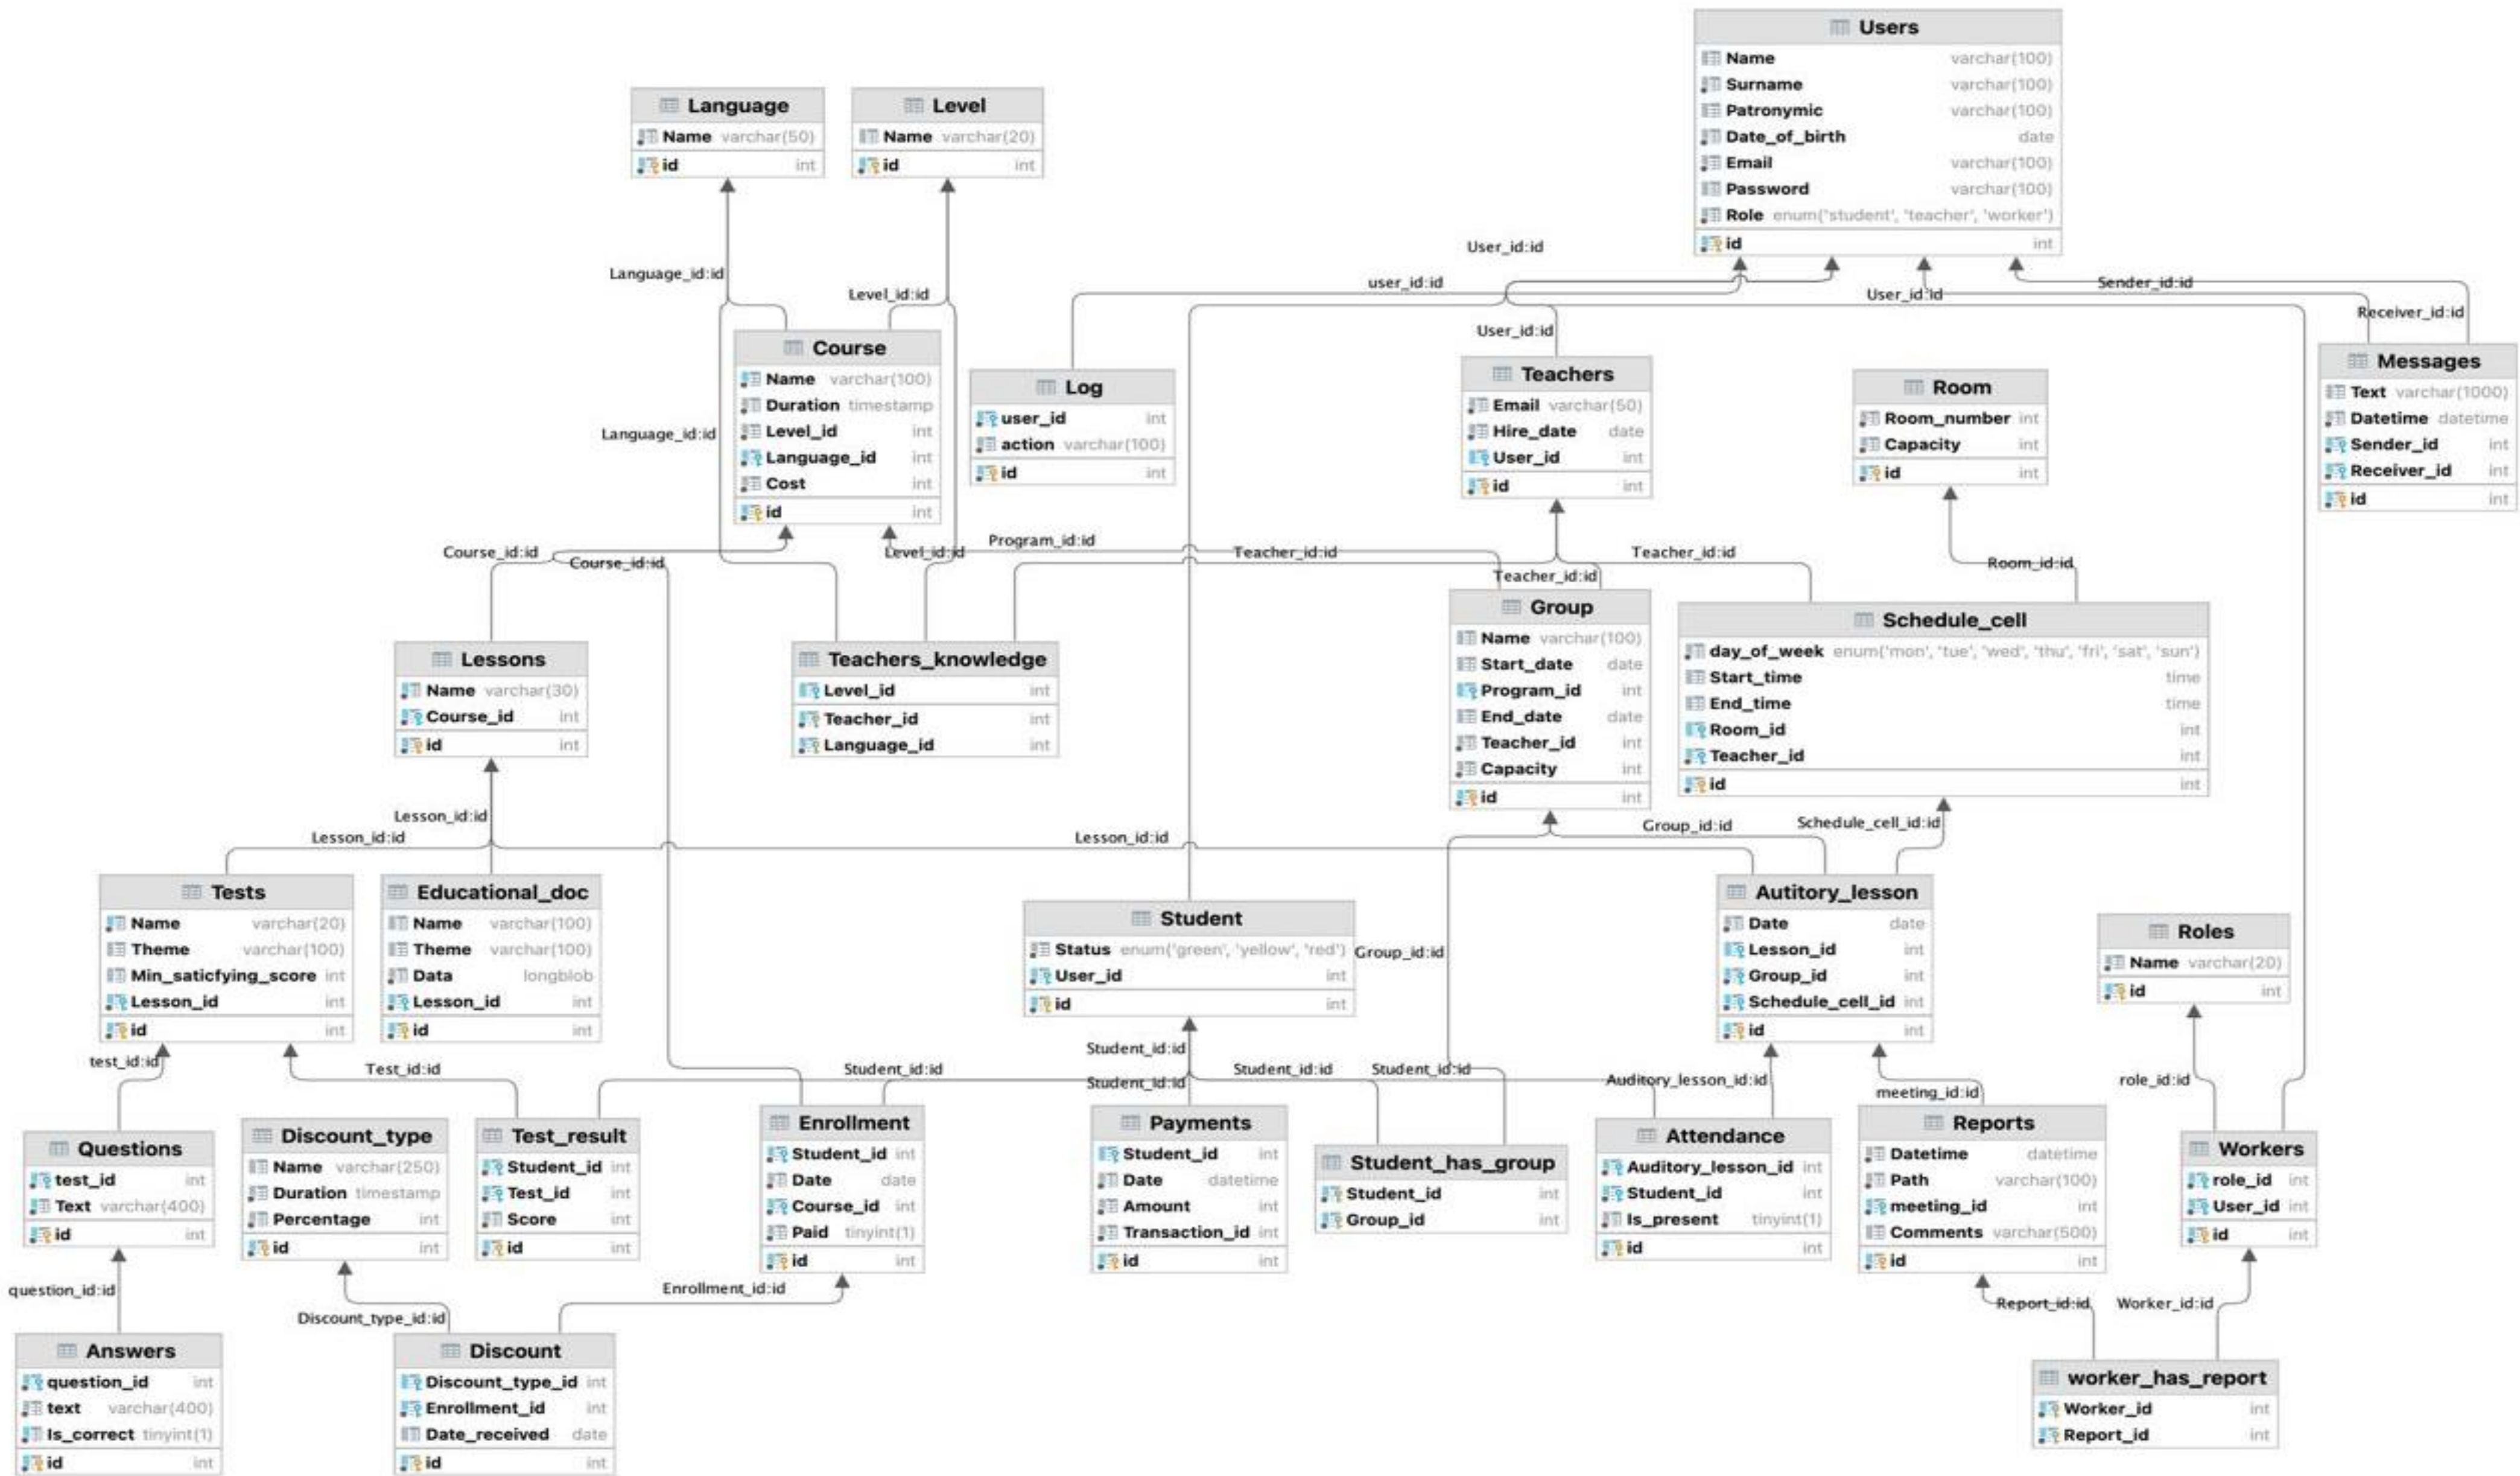 Users
Name varchar(100)
Surname varchar(100)
Patronymic varchar(100)
Date_of_birth date
Email varchar(100)
Password varchar(100)
Role enum('student', 'teacher', 'worker')
id int
Language
Name varchar(50)
id int
Level
Name varchar(20)
id int
User_id:id
Language_id:id
Level_id:id
user_id:id
User_id:id
Sender_id:id
Receiver_id:id
User_id:id
Course
Name varchar(100)
Duration timestamp
Level_id int
Language_id int
Cost int
id int
Log
user_id int
action varchar(100)
id int
Teachers
Email varchar(50)
Hire_date date
User_id int
id int
Room
Room_number int
Capacity int
id int
Messages
Text varchar(1000)
Datetime datetime
Sender_id int
Receiver_id int
id int
Language_id:id
Course_id:id
Course_id:id
Level_id:id
Program_id:id
Teacher_id:id
Teacher_id:id
Teacher_id:id
Room_id:id
Lessons
Name varchar(30)
Course_id int
id int
Teachers_knowledge
Level_id int
Teacher_id int
Language_id int
Group
Name varchar(100)
Start_date date
Program_id int
End_date date
Teacher_id int
Capacity int
id int
Schedule_cell
day_of_week enum('mon', 'tue', 'wed', 'thu', 'fri', 'sat', 'sun')
Start_time time
End_time time
Room_id int
Teacher_id int
id int
Lesson_id:id
Lesson_id:id
Lesson_id:id
Group_id:id
Schedule_cell_id:id
Tests
Name varchar(20)
Theme varchar(100)
Min_saticfying_score int
Lesson_id int
id int
Educational_doc
Name varchar(100)
Theme varchar(100)
Data longblob
Lesson_id int
id int
Student
Status enum('green', 'yellow', 'red')
User_id int
id int
Group_id:id
Autitory_lesson
Date date
Lesson_id int
Group_id int
Schedule_cell_id int
id int
Roles
Name varchar(20)
id int
test_id:id
Test_id:id
Student_id:id
Student_id:id
Student_id:id
Student_id:id
Student_id:id
Auditory_lesson_id:id
meeting_id:id
role_id:id
Questions
test_id int
Text varchar(400)
id int
Discount_type
Name varchar(250)
Duration timestamp
Percentage int
id int
Test_result
Student_id int
Test_id int
Score int
id int
Enrollment
Student_id int
Date date
Course_id int
Paid tinyint(1)
id int
Payments
Student_id int
Date datetime
Amount int
Transaction_id int
id int
Student_has_group
Student_id int
Group_id int
Attendance
Auditory_lesson_id int
Student_id int
Is_present tinyint(1)
id int
Reports
Datetime datetime
Path varchar(100)
meeting_id int
Comments varchar(500)
id int
Workers
role_id int
User_id int
id int
question_id:id
Discount_type_id:id
Enrollment_id:id
Report_id:id
Worker_id:id
Answers
question_id int
text varchar(400)
Is_correct tinyint(1)
id int
Discount
Discount_type_id int
Enrollment_id int
Date_received date
id int
worker_has_report
Worker_id int
Report_id int